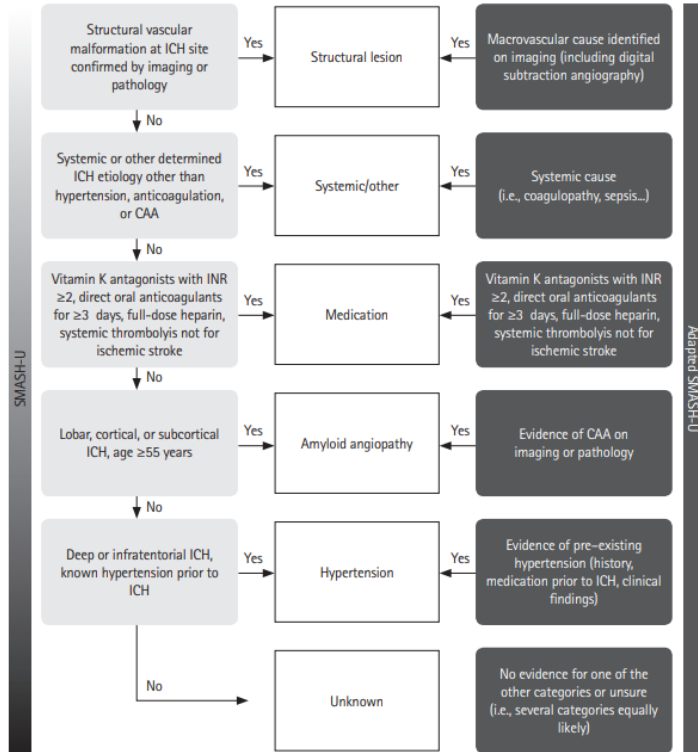 SMASH-U
Structural vascular
malformation at ICH site
confirmed by imaging or
pathology
Yes
Structural lesion
Yes
Macrovascular cause identified
on imaging (including digital
subtraction angiography)
No
Systemic or other determined
ICH etiology other than
hypertension, anticoagulation,
or CAA
Yes
Systemic/other
Yes
Systemic cause
(i.e., coagulopathy, sepsis...)
No
Vitamin K antagonists with INR
≥2, direct oral anticoagulants
for ≥3 days, full-dose heparin,
systemic thrombolyis not for
ischemic stroke
Yes
Medication
Yes
Vitamin K antagonists with INR
≥2, direct oral anticoagulants
for ≥3 days, full-dose heparin,
systemic thrombolyis not for
ischemic stroke
No
Lobar, cortical, or subcortical
ICH, age ≥55 years
Yes
Amyloid angiopathy
Yes
Evidence of CAA on
imaging or pathology
No
Deep or infratentorial ICH,
known hypertension prior to
ICH
Yes
Hypertension
Yes
Evidence of pre–existing
hypertension (history,
medication prior to ICH, clinical
findings)
No
Unknown
No evidence for one of the
other categories or unsure
(i.e., several categories equally
likely)
Adapted SMASH-U